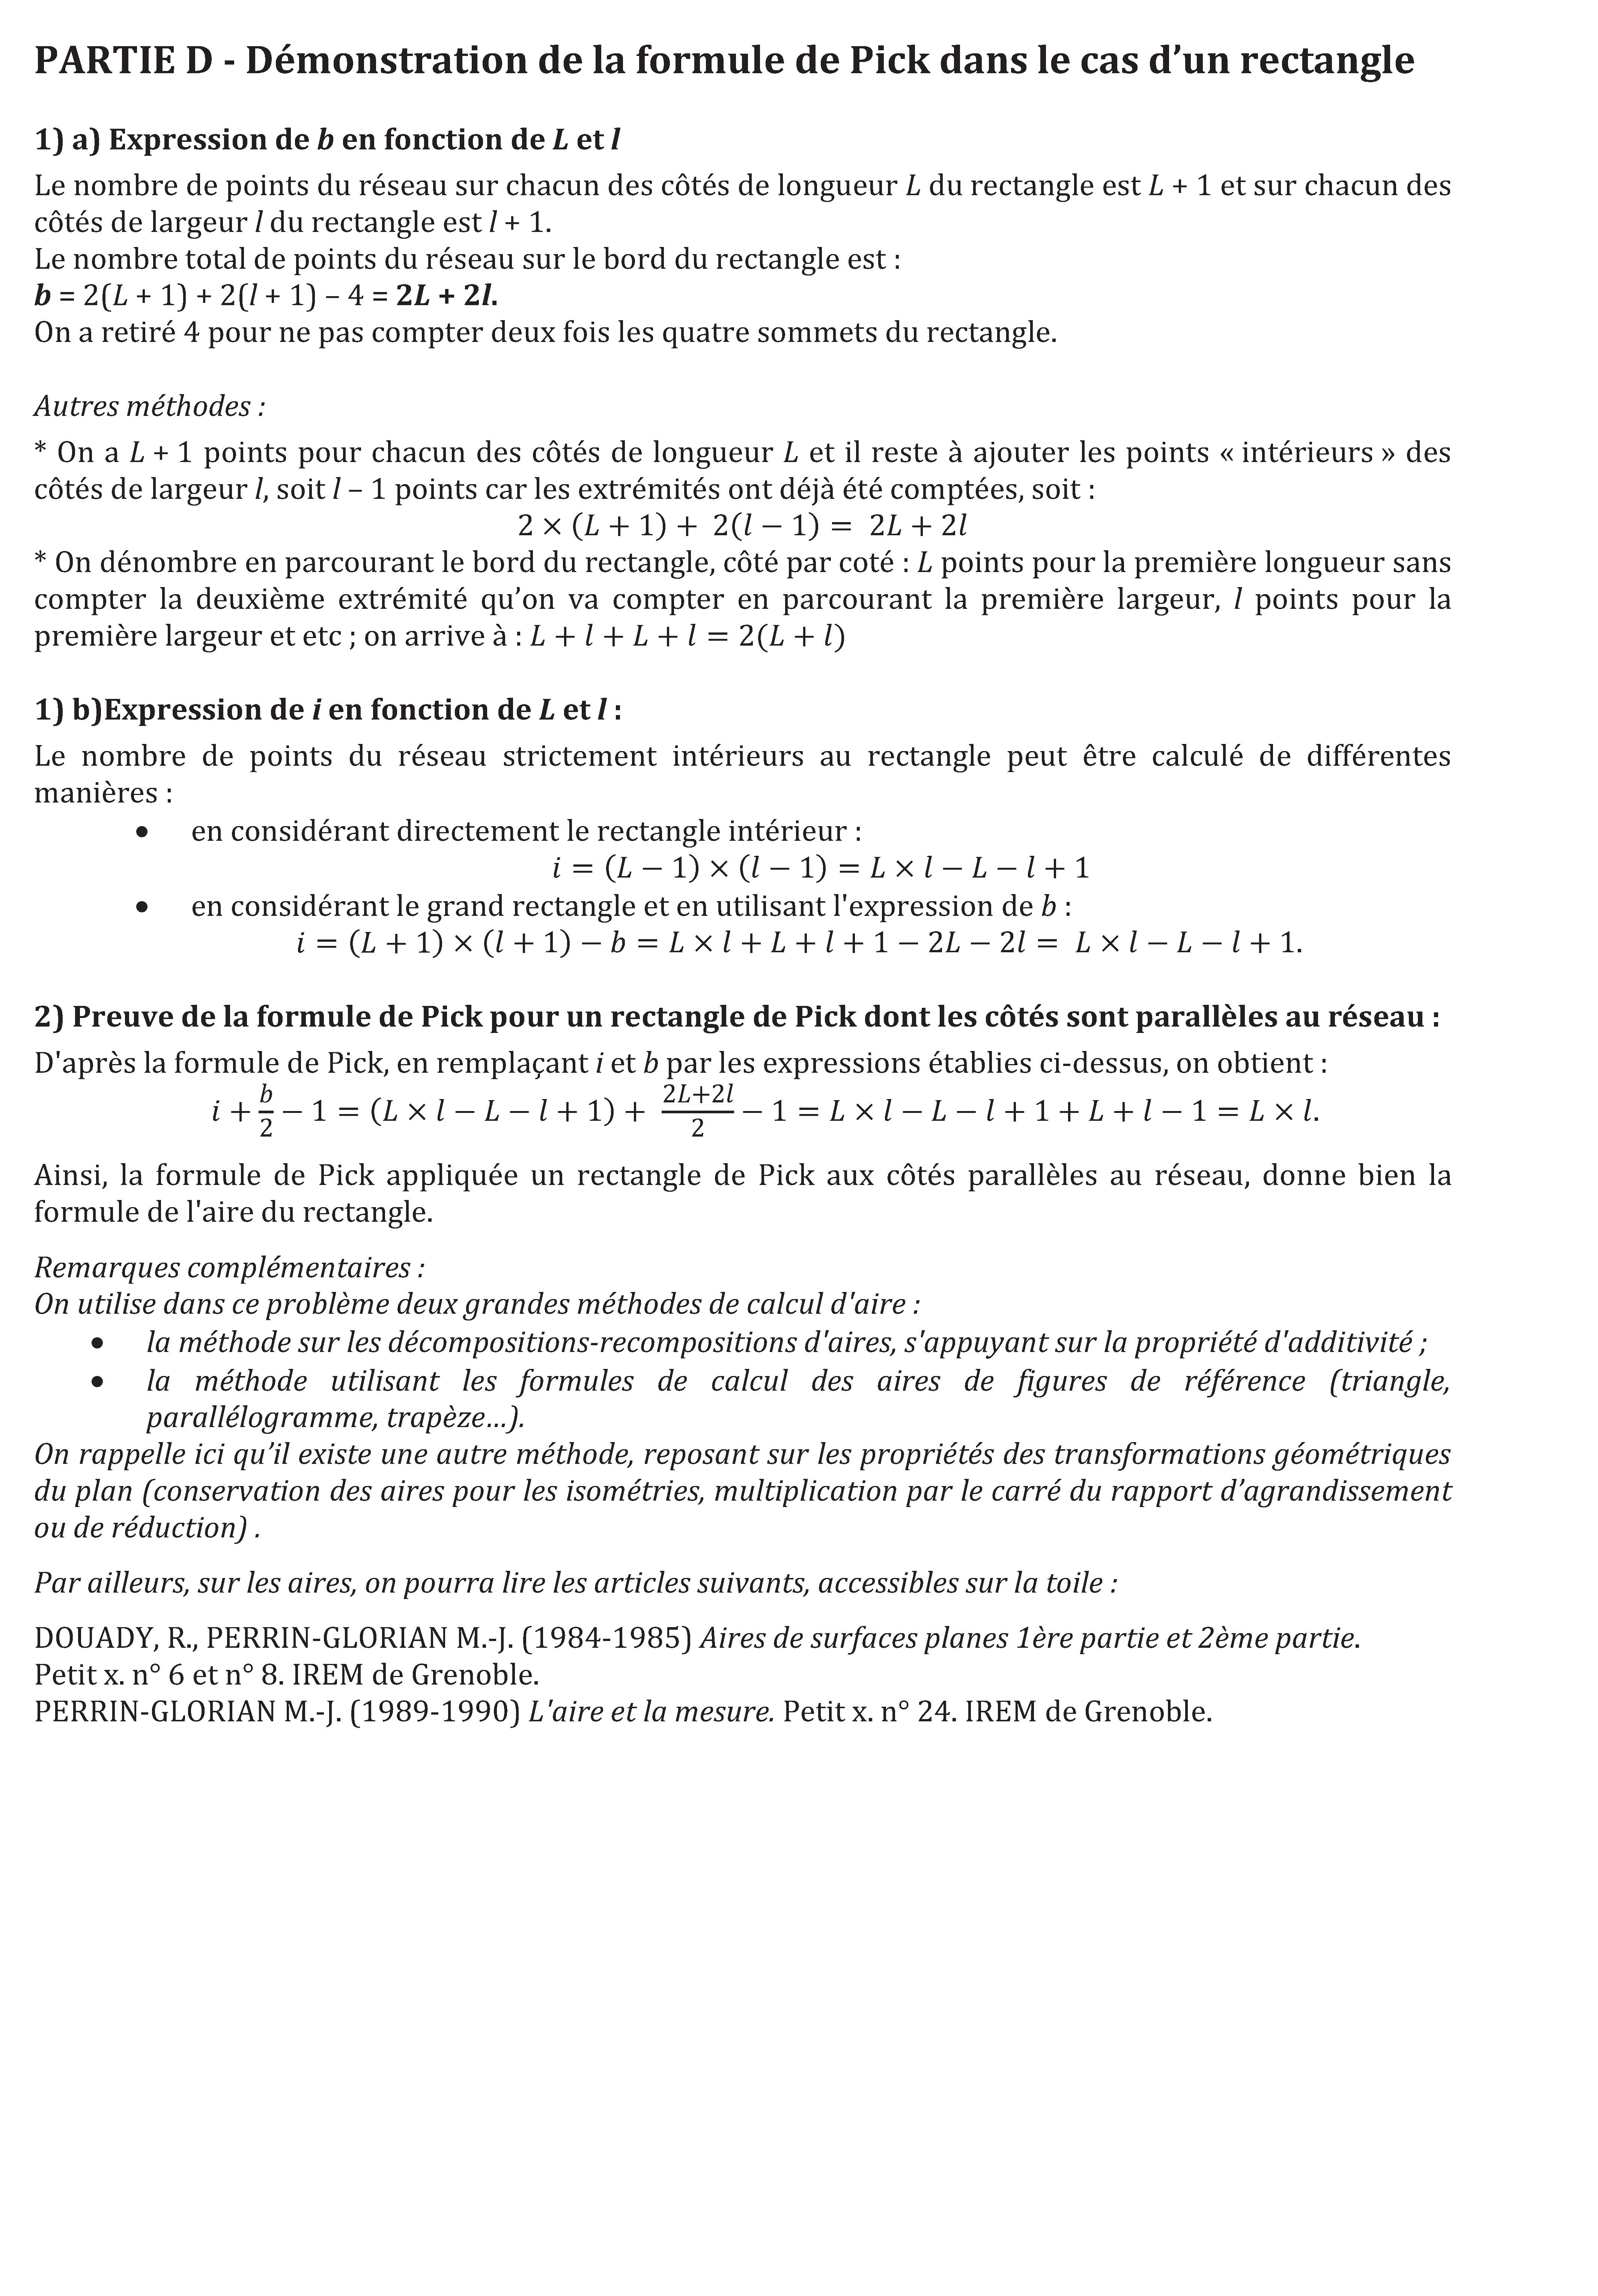 PARTIE D - Démonstration de la formule de Pick dans le cas d’un rectangle
1) a) Expression de b en fonction de L et l
Le nombre de points du réseau sur chacun des côtés de longueur L du rectangle est L + 1 et sur chacun des
côtés de largeur l du rectangle est l + 1.
Le nombre total de points du réseau sur le bord du rectangle est :
b = 2(L + 1) + 2(l + 1) – 4 = 2L + 2l.
On a retiré 4 pour ne pas compter deux fois les quatre sommets du rectangle.
Autres méthodes :
* On a L + 1 points pour chacun des côtés de longueur L et il reste à ajouter les points « intérieurs » des
côtés de largeur l, soit l – 1 points car les extrémités ont déjà été comptées, soit :
2 × (L + 1) + 2(l − 1) = 2L + 2l
* On dénombre en parcourant le bord du rectangle, côté par coté : L points pour la première longueur sans
compter la deuxième extrémité qu’on va compter en parcourant la première largeur, l points pour la
première largeur et etc ; on arrive à : L + l + L + l = 2(L + l)
1) b)Expression de i en fonction de L et l :
Le nombre de points du réseau strictement intérieurs au rectangle peut être calculé de différentes
manières :
• en considérant directement le rectangle intérieur :
i = (L − 1) × (l − 1) = L × l − L − l + 1
• en considérant le grand rectangle et en utilisant l'expression de b :
i = (L + 1) × (l + 1) − b = L × l + L + l + 1 − 2L − 2l = L × l − L − l + 1.
2) Preuve de la formule de Pick pour un rectangle de Pick dont les côtés sont parallèles au réseau :
D'après la formule de Pick, en remplaçant i et b par les expressions établies ci-dessus, on obtient :
i + b/2 − 1 = (L × l − L − l + 1) + (2L+2l)/2 − 1 = L × l − L − l + 1 + L + l − 1 = L × l.
Ainsi, la formule de Pick appliquée un rectangle de Pick aux côtés parallèles au réseau, donne bien la
formule de l'aire du rectangle.
Remarques complémentaires :
On utilise dans ce problème deux grandes méthodes de calcul d'aire :
• la méthode sur les décompositions-recompositions d'aires, s'appuyant sur la propriété d'additivité ;
• la méthode utilisant les formules de calcul des aires de figures de référence (triangle,
parallélogramme, trapèze…).
On rappelle ici qu’il existe une autre méthode, reposant sur les propriétés des transformations géométriques
du plan (conservation des aires pour les isométries, multiplication par le carré du rapport d’agrandissement
ou de réduction) .
Par ailleurs, sur les aires, on pourra lire les articles suivants, accessibles sur la toile :
DOUADY, R., PERRIN-GLORIAN M.-J. (1984-1985) Aires de surfaces planes 1ère partie et 2ème partie.
Petit x. n° 6 et n° 8. IREM de Grenoble.
PERRIN-GLORIAN M.-J. (1989-1990) L'aire et la mesure. Petit x. n° 24. IREM de Grenoble.